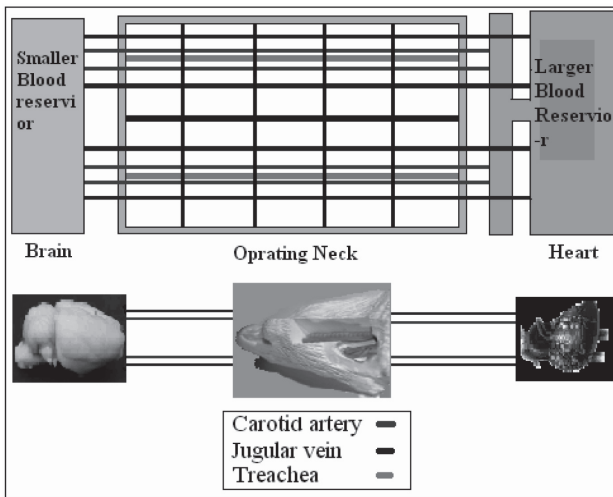 Smaller
Blood
reservi
or
Larger
Blood
Reservio
-r
Brain
Oprating Neck
Heart
Carotid artery
Jugular vein
Treachea